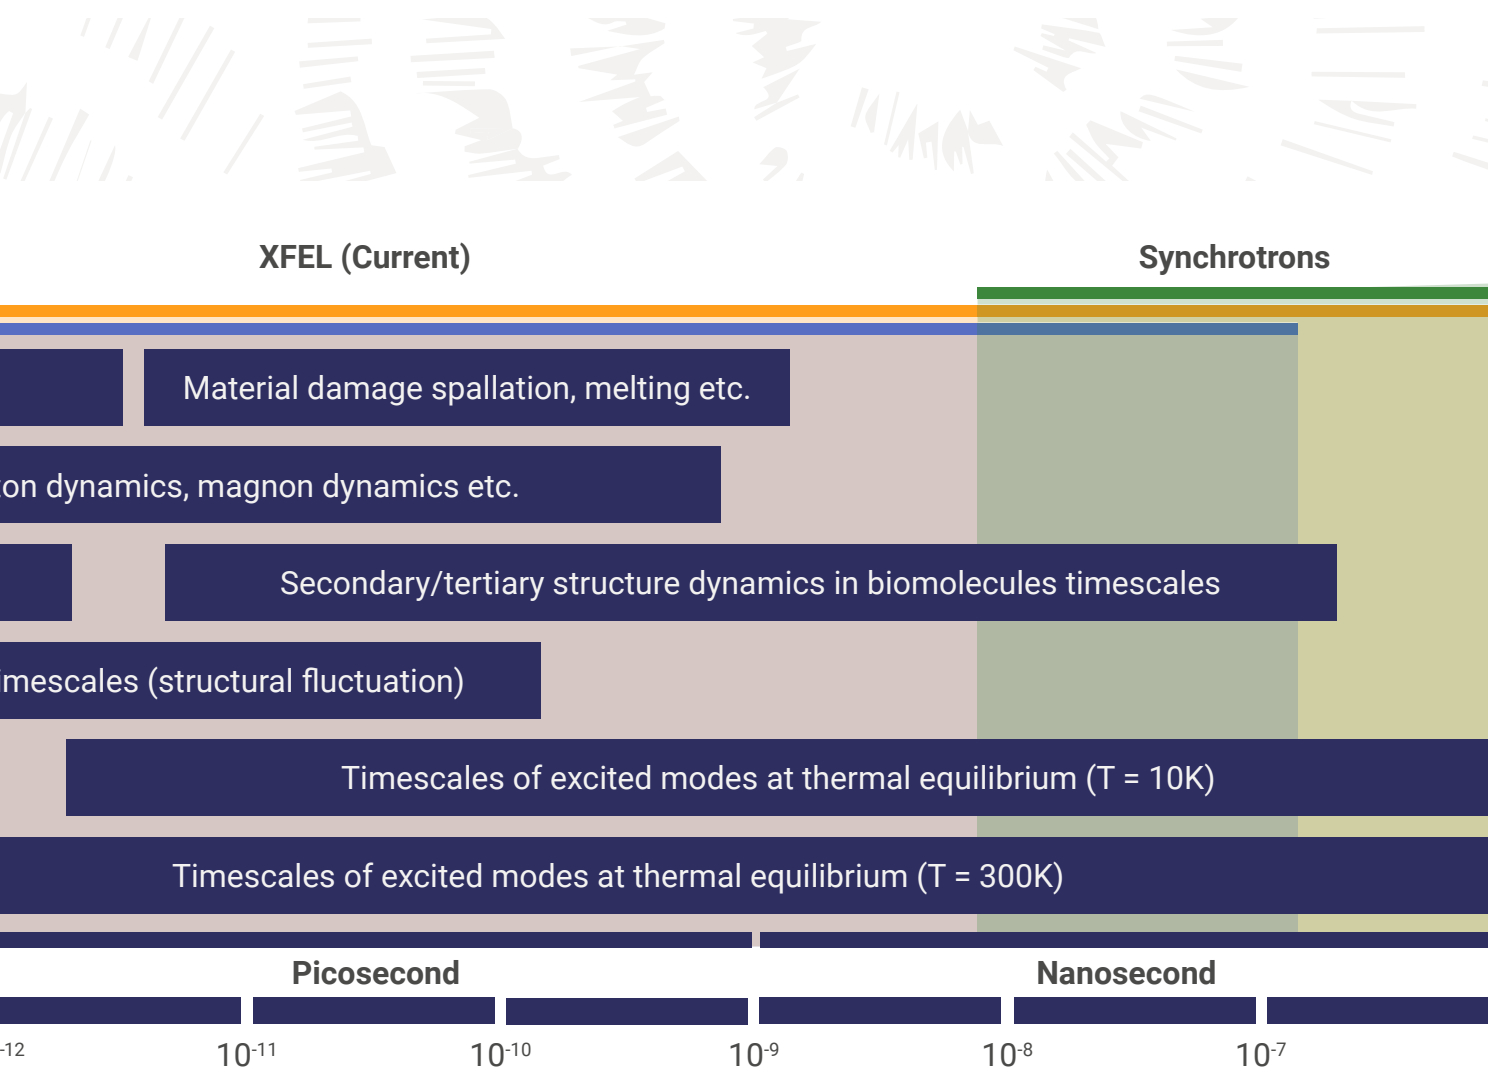 XFEL (Current)
Synchrotrons
Material damage spallation, melting etc.
on dynamics, magnon dynamics etc.
Secondary/tertiary structure dynamics in biomolecules timescales
imescales (structural fluctuation)
Timescales of excited modes at thermal equilibrium (T = 10K)
Timescales of excited modes at thermal equilibrium (T = 300K)
Picosecond
Nanosecond
-12 10-11 10-10 10-9 10-8 10-7